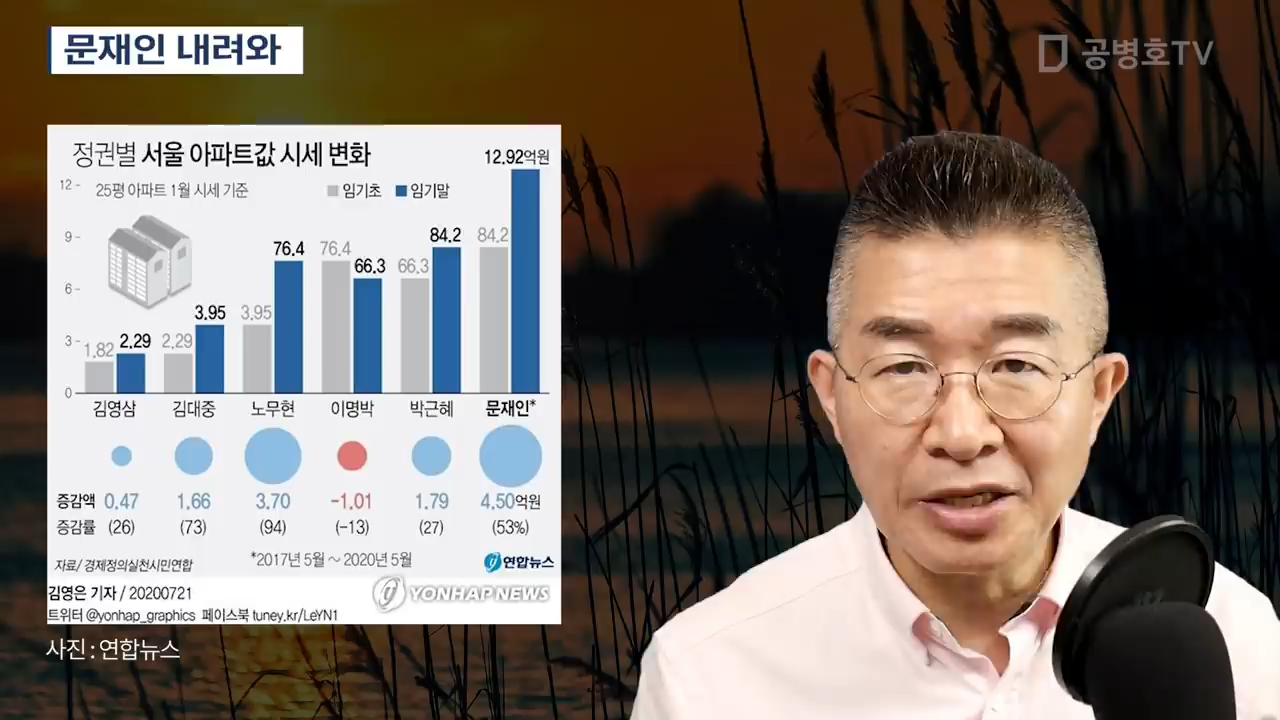 문재인 내려와
공병호TV
정권별 서울 아파트값 시세 변화
25평 아파트 1월 시세 기준
임기초 임기말
12.92억원
12
9
6
3
0
1.82 2.29 2.29 3.95 3.95 76.4 76.4 66.3 66.3 84.2 84.2
김영삼 김대중 노무현 이명박 박근혜 문재인*
증감액 0.47 1.66 3.70 -1.01 1.79 4.50억원
증감률 (26) (73) (94) (-13) (27) (53%)
*2017년 5월 ~ 2020년 5월
자료/ 경제정의실천시민연합
연합뉴스
김영은 기자 / 20200721
YONHAP NEWS
트위터 @yonhap_graphics 페이스북 tuney.kr/LeYN1
사진 : 연합뉴스